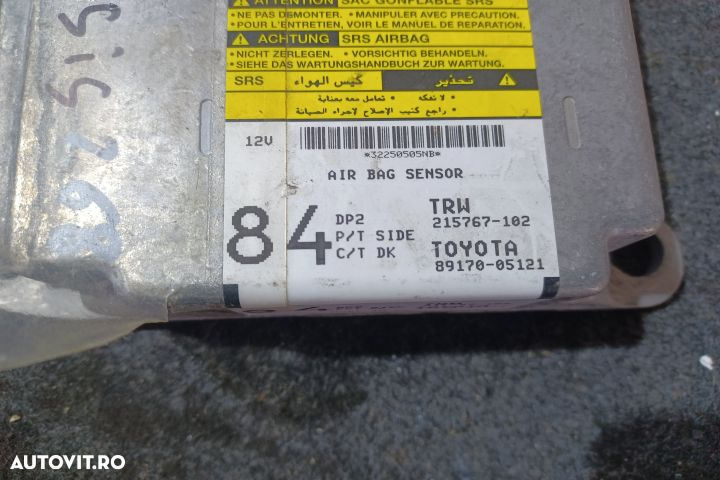 ATTENTION SAC GONFLABLE SRS
•NE PAS DEMONTER. •MANIPULER AVEC PRECAUTION.
•POUR L'ENTRETIEN, VOIR LE MANUEL DE REPARATION.
ACHTUNG SRS AIRBAG
•NICHT ZERLEGEN. •VORSICHTIG BEHANDELN.
•SIEHE DAS WARTUNGSHANDBUCH ZUR WARTUNG.
SRS كيس الهواء تحذير
• لا تفكه • تعامل معه بعناية
• راجع كتيب الإصلاح لإجراء الصيانة
12V
*32250505NB*
AIR BAG SENSOR
84
DP2
P/T SIDE
C/T DK
TRW
215767-102
TOYOTA
89170-05121
AUTOVIT.RO